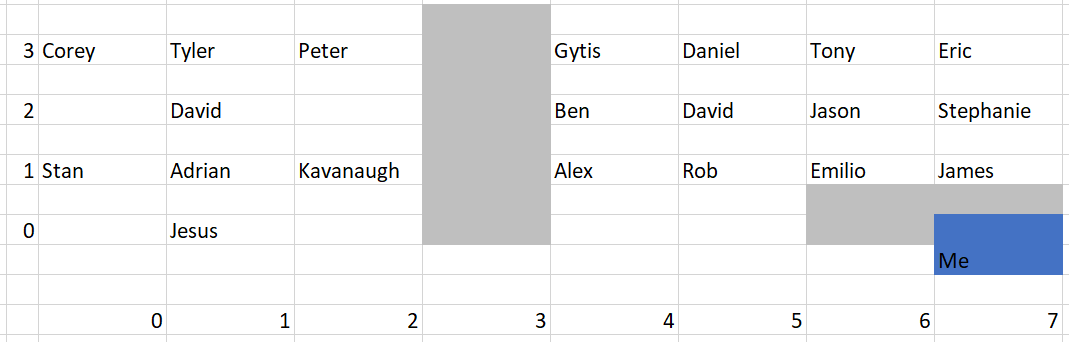 3 Corey Tyler Peter Gytis Daniel Tony Eric
2 David Ben David Jason Stephanie
1 Stan Adrian Kavanaugh Alex Rob Emilio James
0 Jesus
Me
0 1 2 3 4 5 6 7